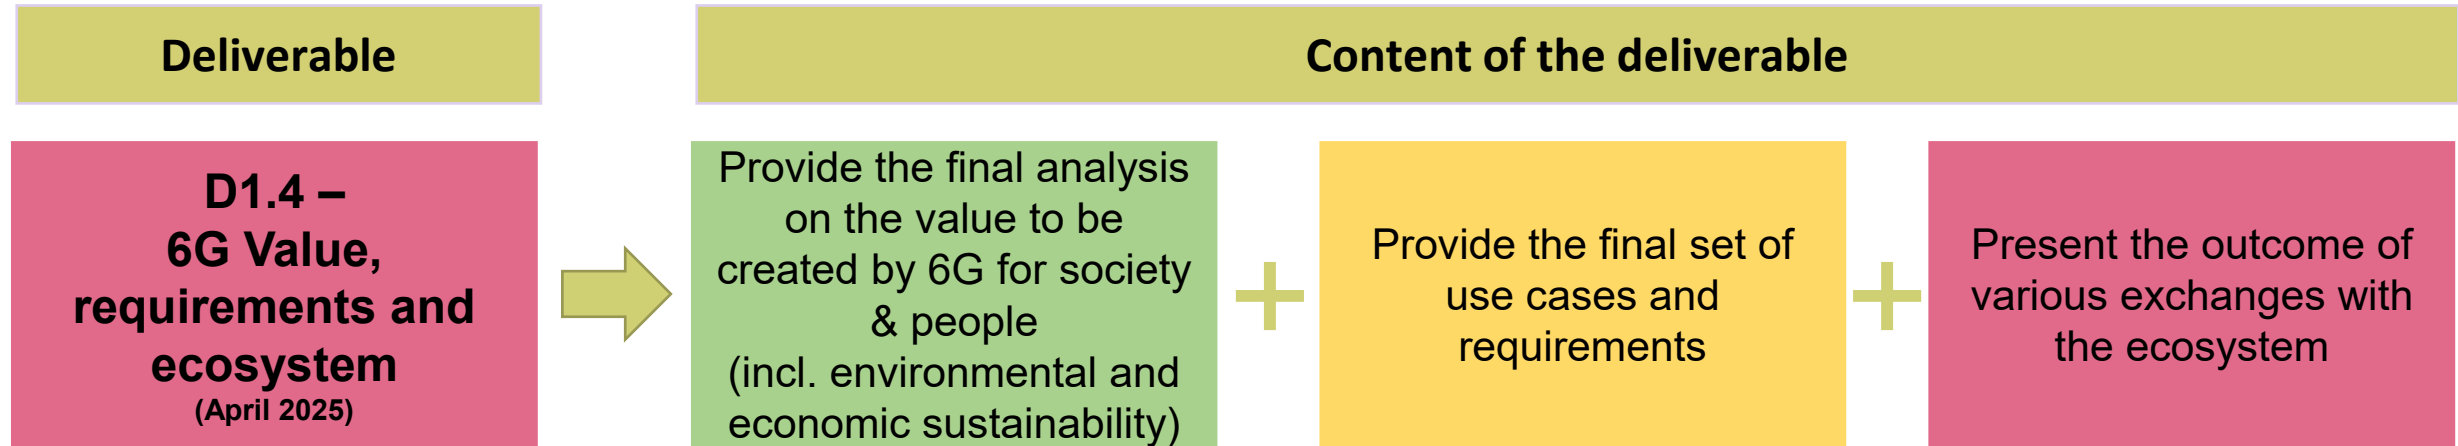 Deliverable
Content of the deliverable
D1.4 –
6G Value,
requirements and
ecosystem
(April 2025)
Provide the final analysis
on the value to be
created by 6G for society
& people
(incl. environmental and
economic sustainability)
Provide the final set of
use cases and
requirements
Present the outcome of
various exchanges with
the ecosystem